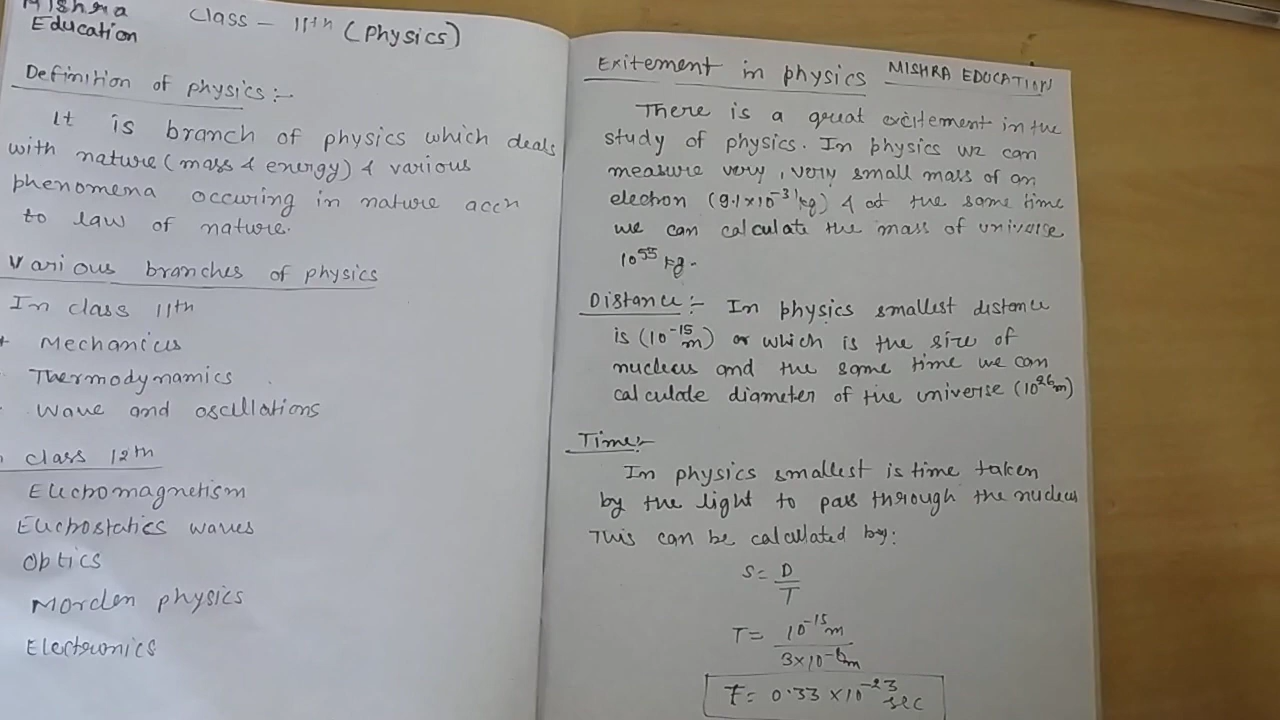 Mishra
Education
Class - 11th (Physics)
Definition of physics :-
It is branch of physics which deals
with nature (mass & energy) & various
phenomena occuring in nature accn
to law of nature.
Various branches of physics
In class 11th
Mechanics
Thermodynamics
Wave and oscillations
class 12th
Electromagnetism
Electrostatics waves
Optics
Morden physics
Electronics
Exitement in physics MISHRA EDUCATION
There is a great excitement in the
study of physics. In physics we can
measure very, very small mass of an
electron (9.1×10⁻³¹kg) & at the same time
we can calculate the mass of universe
10⁵⁵ kg.
Distance :- In physics smallest distance
is (10⁻¹⁵m) or which is the size of
nucleus and the same time we can
calculate diameter of the universe (10²⁶m)
Time :-
In physics smallest is time taken
by the light to pass through the nucleus
This can be calculated by:
S = D/T
T = 10⁻¹⁵m
3×10
t = 0.33 × 10⁻²³ sec